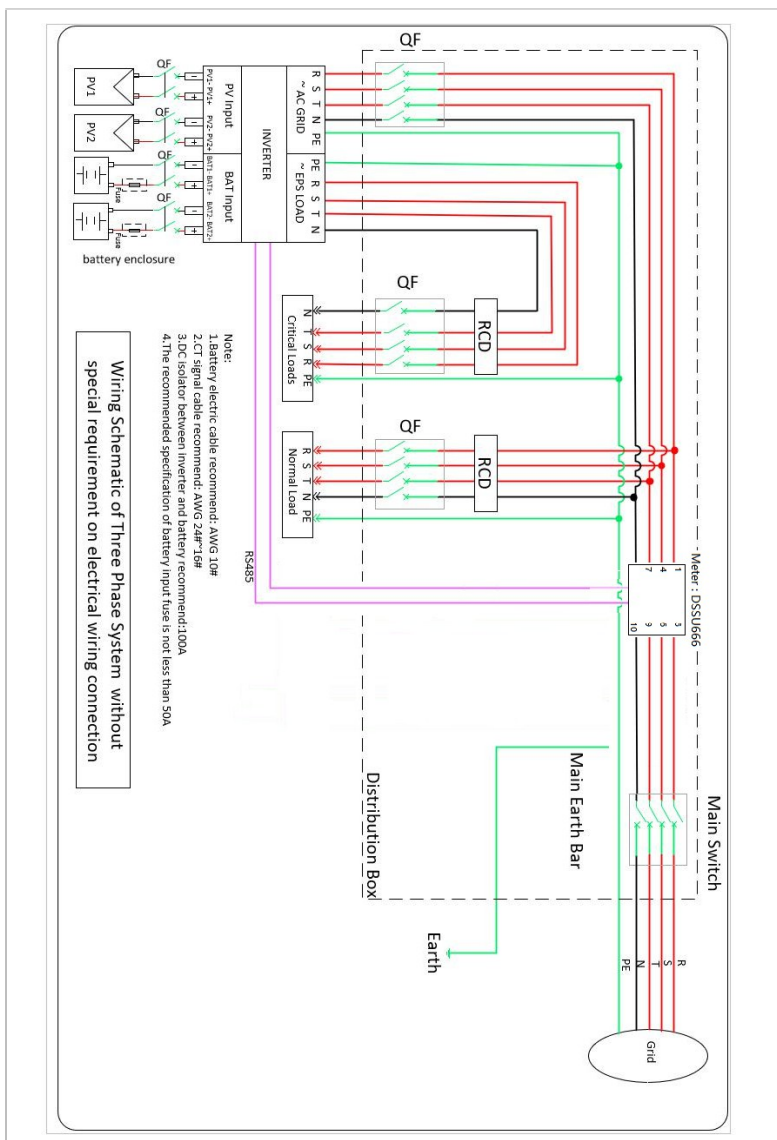 QF
PV1
QF
PV1- PV1+
PV2
QF
PV2- PV2+
PV Input
QF
Fuse
BAT1- BAT1+
QF
Fuse
BAT2- BAT2+
BAT Input
battery enclosure
INVERTER
~ AC GRID
R
S
T
N
PE
~ EPS LOAD
PE
R
S
T
N
QF
RCD
Critical Loads
N
T
S
R
PE
QF
RCD
Normal Load
R
S
T
N
PE
RS485
Meter : DSSU666
1
4
7
3
6
9
10
Main Switch
Main Earth Bar
Distribution Box
Earth
R
S
T
N
PE
Grid
Note:
1.Battery electric cable recommend: AWG 10#
2.CT signal cable recommend: AWG 24#~16#
3.DC isolator between inverter and battery recommend:100A
4.The recommended specification of battery input fuse is not less than 50A
Wiring Schematic of Three Phase System without
special requirement on electrical wiring connection